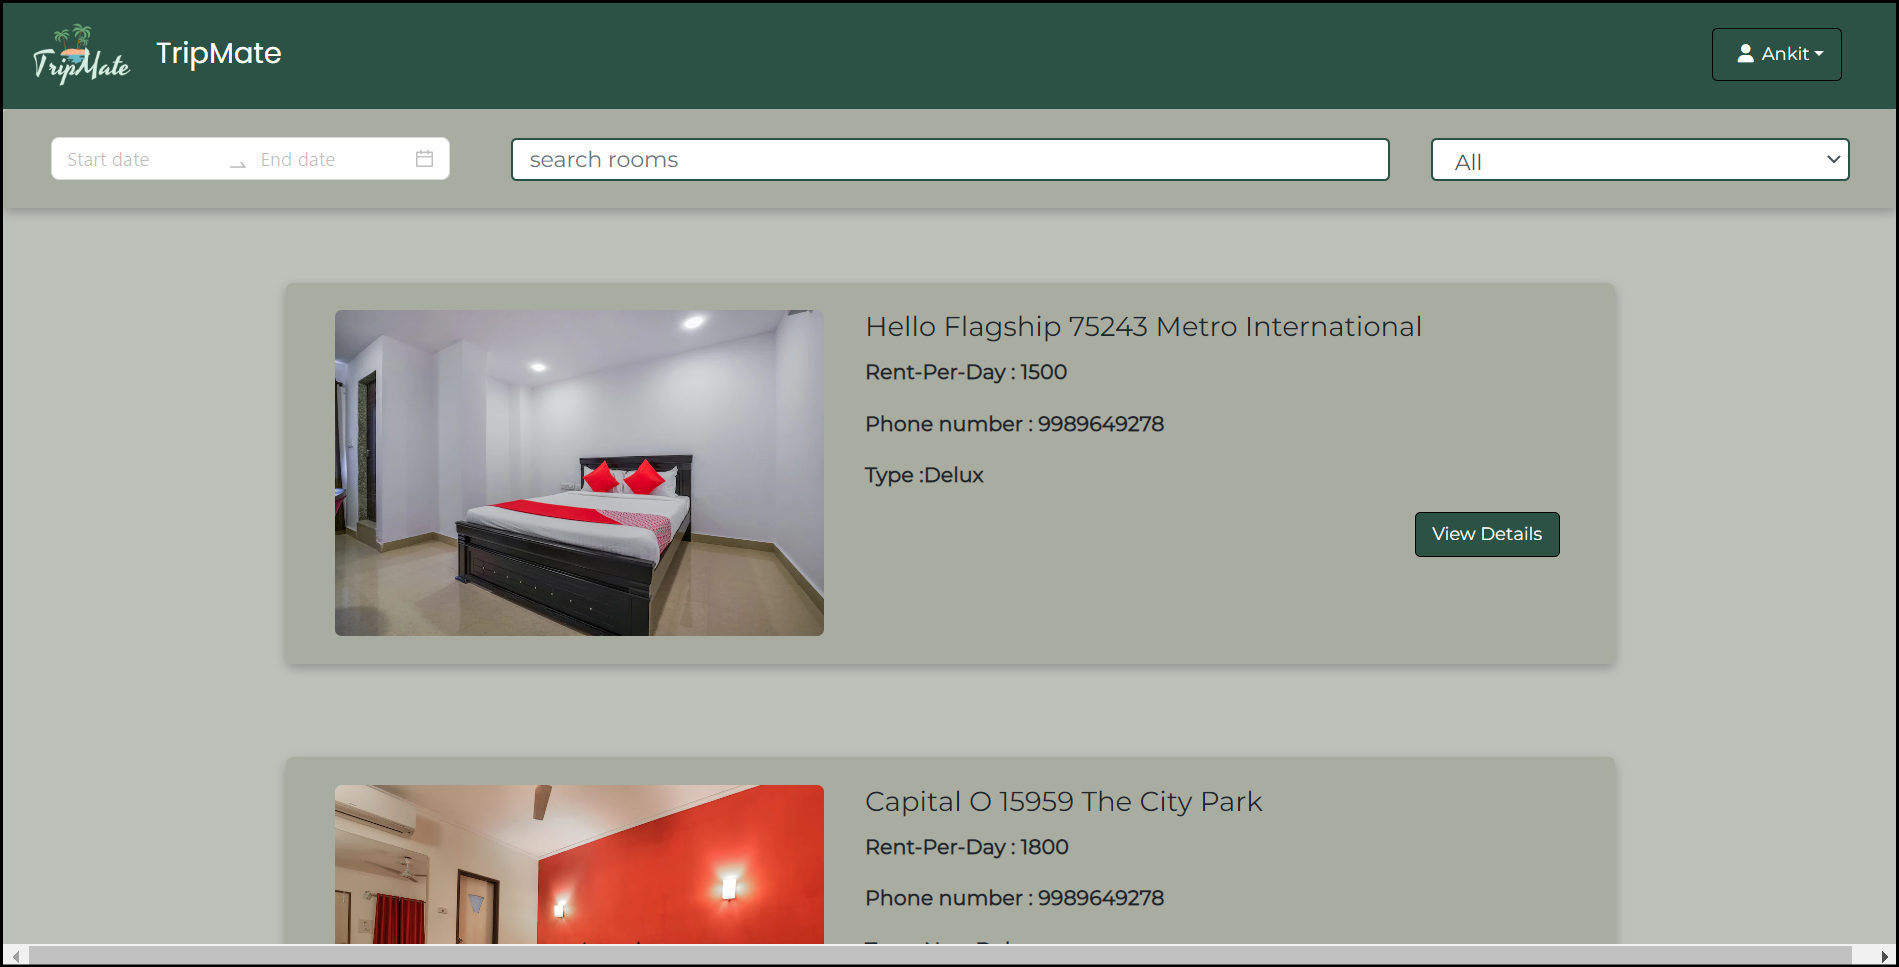 TripMate
TripMate
Ankit
Start date
End date
search rooms
All
Hello Flagship 75243 Metro International
Rent-Per-Day : 1500
Phone number : 9989649278
Type :Delux
View Details
Capital O 15959 The City Park
Rent-Per-Day : 1800
Phone number : 9989649278